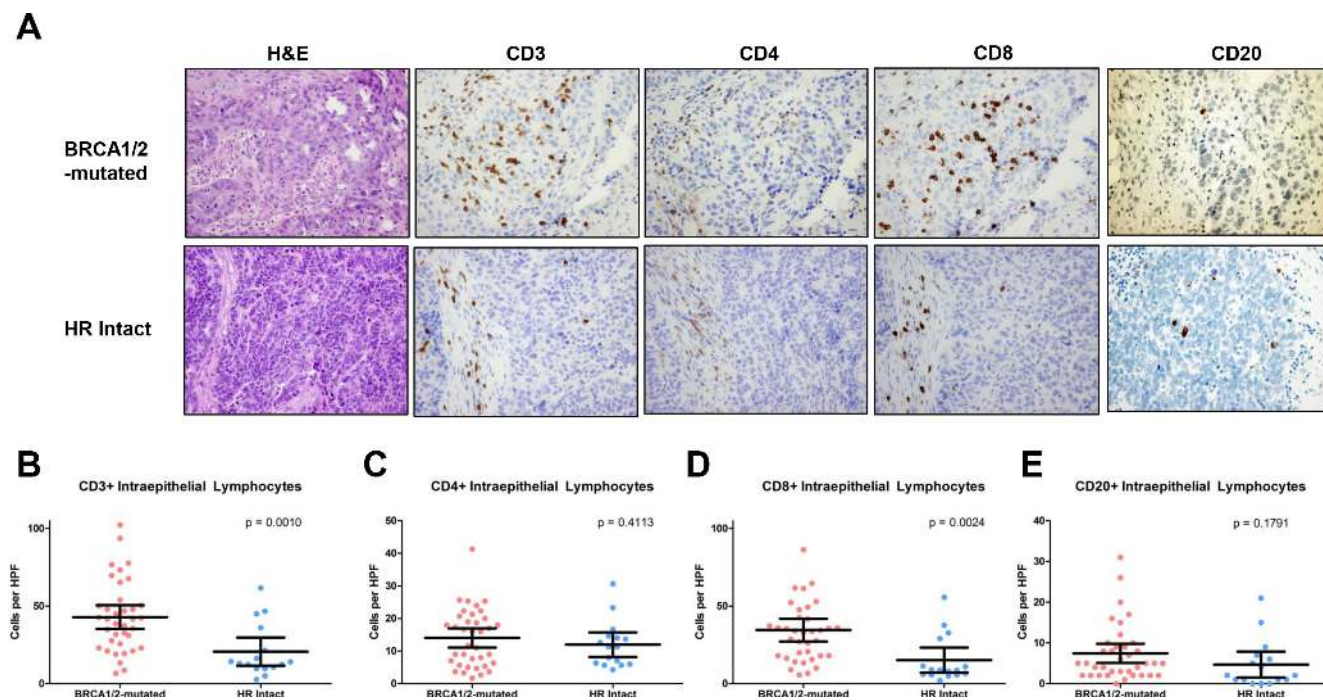 A
H&E CD3 CD4 CD8 CD20
BRCA1/2
-mutated
HR Intact
B C D E
CD3+ Intraepithelial Lymphocytes CD4+ Intraepithelial Lymphocytes CD8+ Intraepithelial Lymphocytes CD20+ Intraepithelial Lymphocytes
p = 0.0010 p = 0.4113 p = 0.0024 p = 0.1791
Cells per HPF
100
50
0
BRCA1/2-mutated HR Intact
Cells per HPF
50
40
30
20
10
0
BRCA1/2-mutated HR Intact
Cells per HPF
100
50
0
BRCA1/2-mutated HR Intact
Cells per HPF
40
30
20
10
0
BRCA1/2-mutated HR Intact